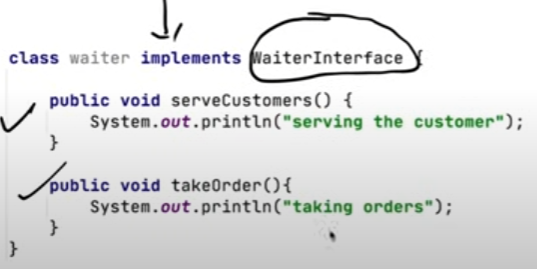 class waiter implements WaiterInterface {
public void serveCustomers() {
System.out.println("serving the customer");
}
public void takeOrder(){
System.out.println("taking orders");
}
}